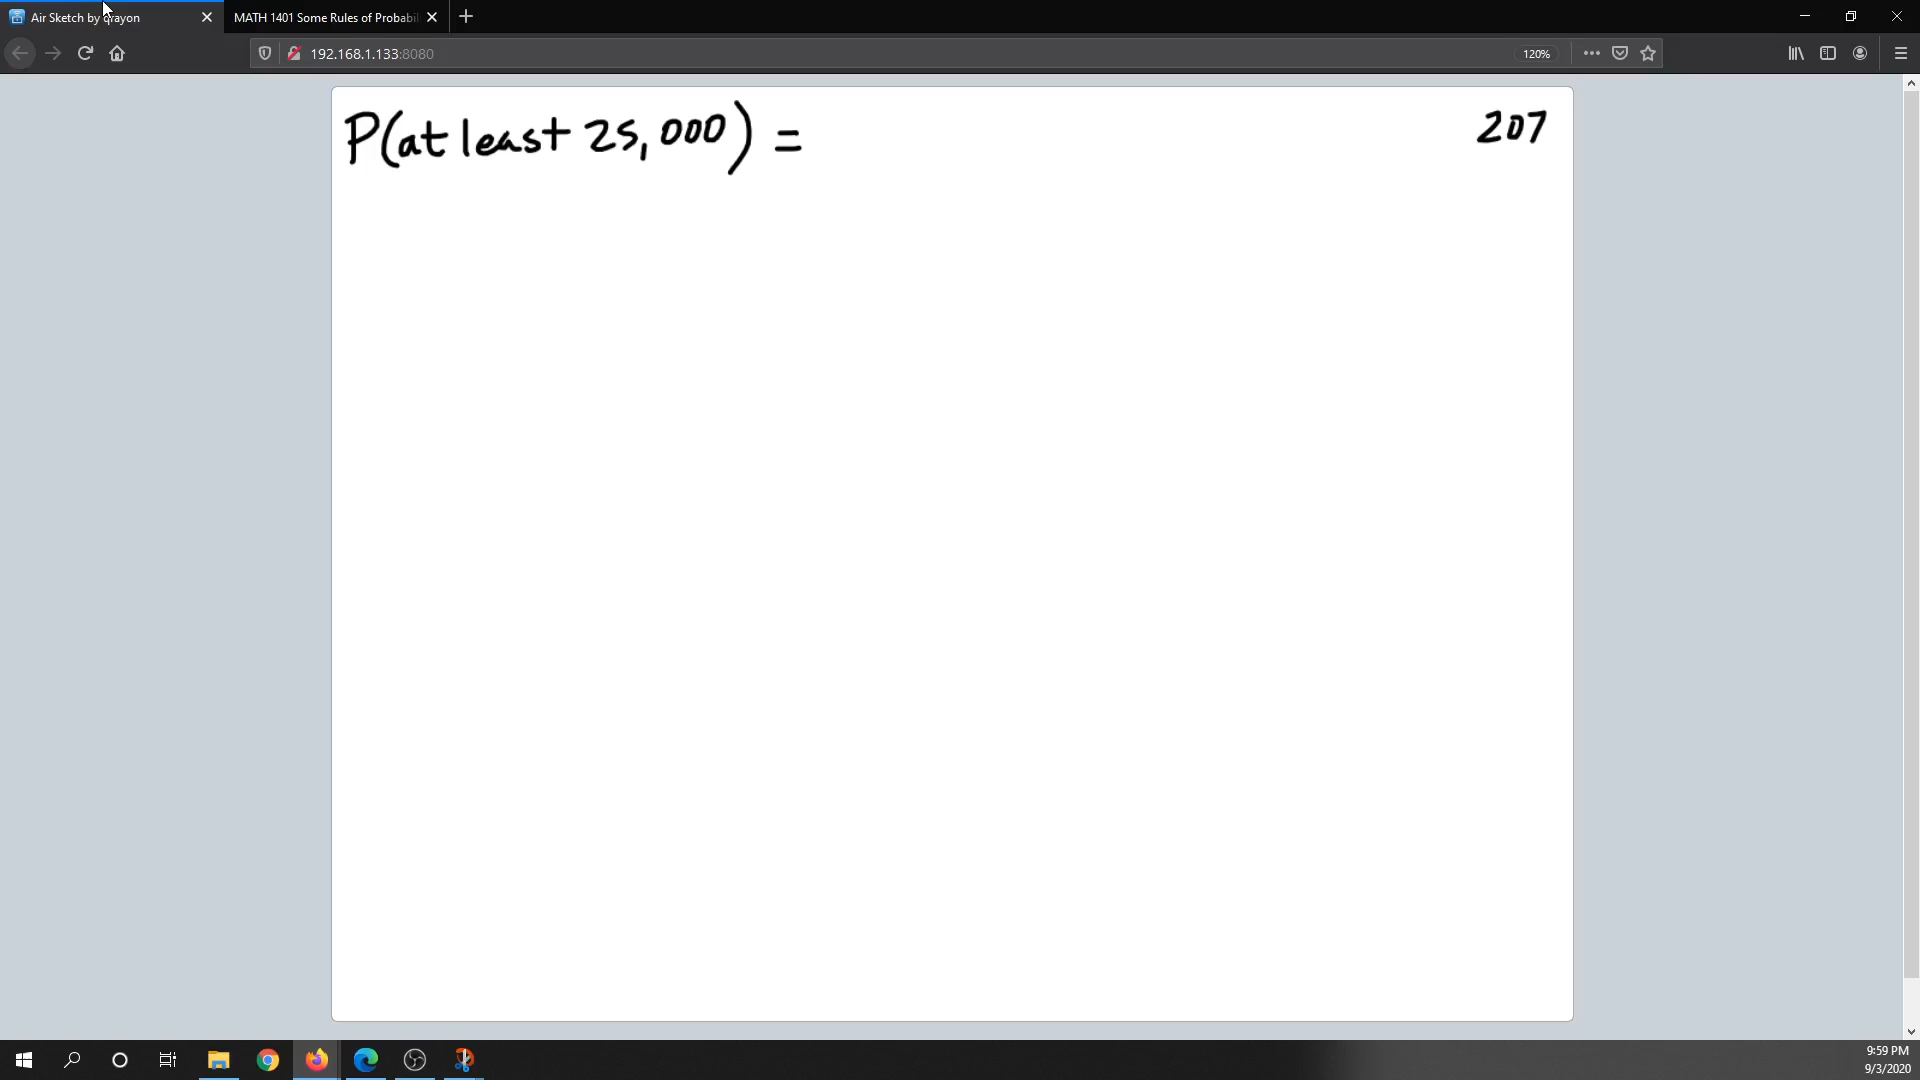 Air Sketch by qrayon
MATH 1401 Some Rules of Probabil
192.168.1.133:8080
120%
P(at least 25,000) =
207
9:59 PM
9/3/2020